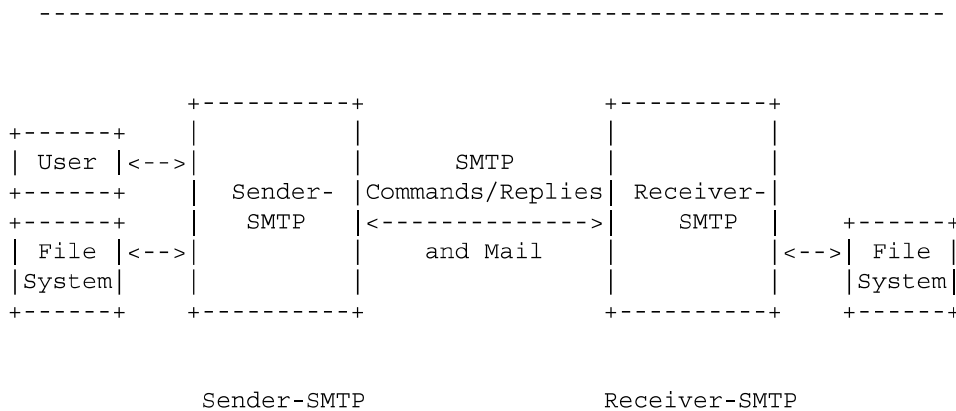 User
SMTP
Sender-
Commands/Replies
Receiver-
SMTP
SMTP
File
and Mail
File
System
System
Sender-SMTP
Receiver-SMTP